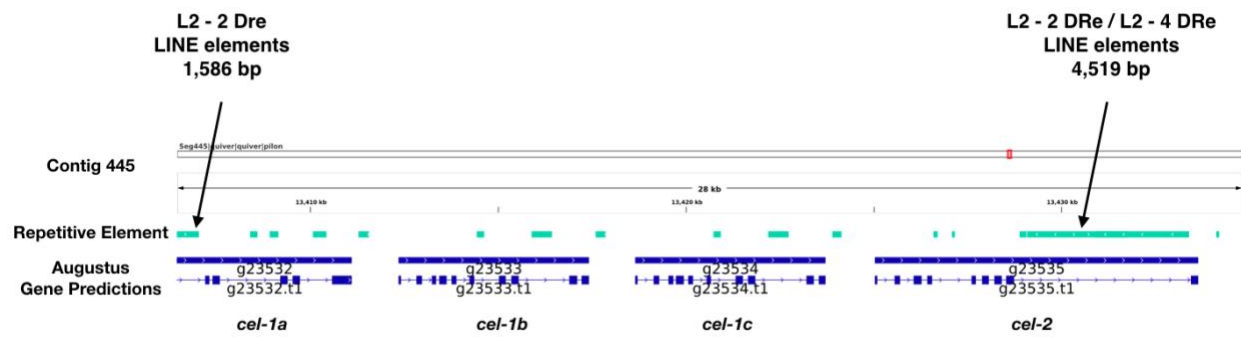 L2 - 2 Dre
LINE elements
1,586 bp
L2 - 2 DRe / L2 - 4 DRe
LINE elements
4,519 bp
Seg445|quiver|quiver|pilon
Contig 445
28 kb
13,410 kb
13,420 kb
13,430 kb
Repetitive Element
Augustus
Gene Predictions
g23532
g23533
g23534
g23535
g23532.t1
g23533.t1
g23534.t1
g23535.t1
cel-1a
cel-1b
cel-1c
cel-2